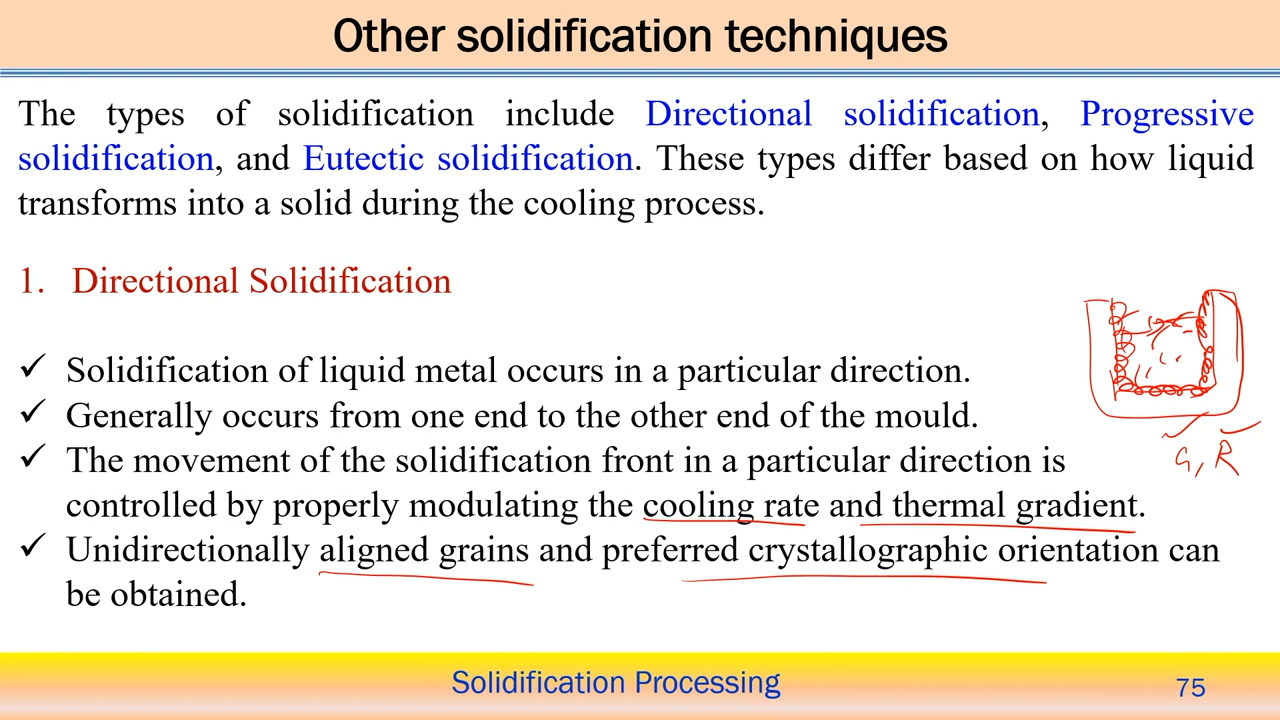 Other solidification techniques
The types of solidification include Directional solidification, Progressive
solidification, and Eutectic solidification. These types differ based on how liquid
transforms into a solid during the cooling process.
1. Directional Solidification
✓ Solidification of liquid metal occurs in a particular direction.
✓ Generally occurs from one end to the other end of the mould.
✓ The movement of the solidification front in a particular direction is
controlled by properly modulating the cooling rate and thermal gradient.
G, R
✓ Unidirectionally aligned grains and preferred crystallographic orientation can
be obtained.
Solidification Processing
75